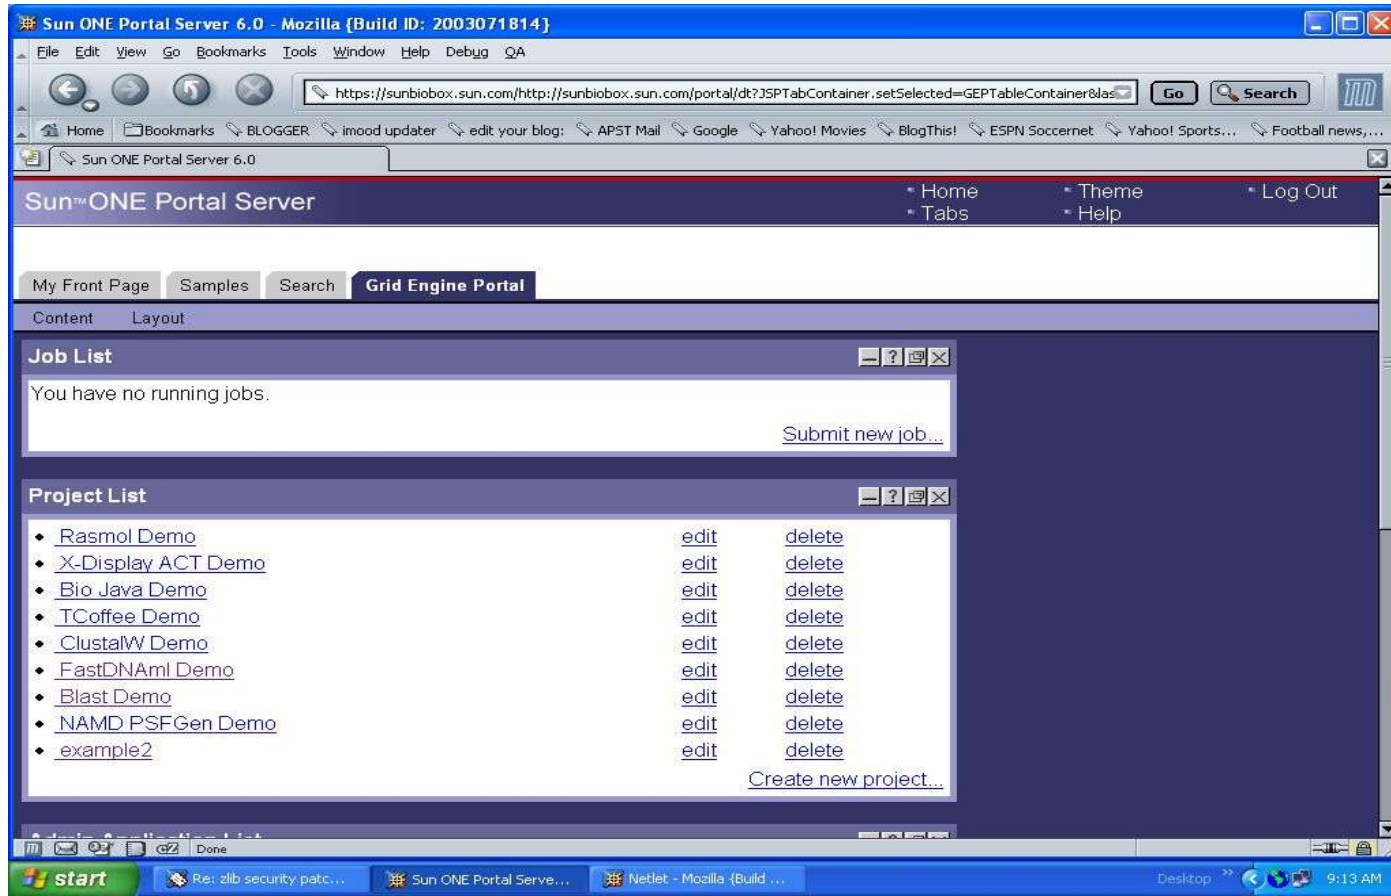 Sun ONE Portal Server 6.0 - Mozilla {Build ID: 2003071814}
File Edit View Go Bookmarks Tools Window Help Debug QA
https://sunbiobox.sun.com/http://sunbiobox.sun.com/portal/dt?JSPTabContainer.setSelected=GEPTableContainer&las Go Search
Home Bookmarks BLOGGER imood updater edit your blog: APST Mail Google Yahoo! Movies BlogThis! ESPN Soccernet Yahoo! Sports... Football news,...
Sun ONE Portal Server 6.0
Sun™ ONE Portal Server
Home Theme Log Out
Tabs Help
My Front Page Samples Search Grid Engine Portal
Content Layout
Job List
You have no running jobs.
Submit new job...
Project List
Rasmol Demo edit delete
X-Display ACT Demo edit delete
Bio Java Demo edit delete
TCoffee Demo edit delete
ClustalW Demo edit delete
FastDNAml Demo edit delete
Blast Demo edit delete
NAMD PSFGen Demo edit delete
example2 edit delete
Create new project...
Admin Application List
Done
start Re: zlib security patc... Sun ONE Portal Serve... Netlet - Mozilla {Build ... Desktop 9:13 AM